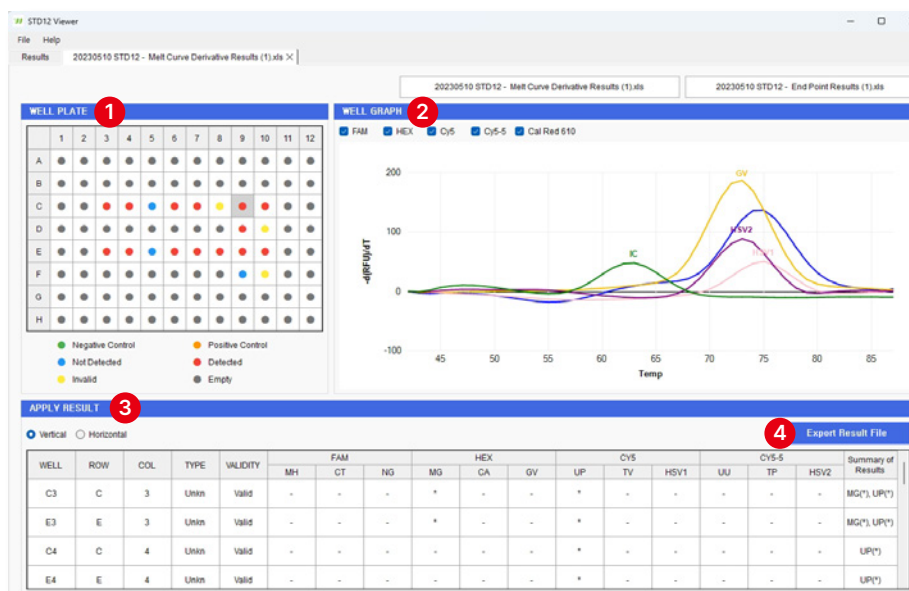 STD12 Viewer
File Help
Results 20230510 STD12 - Melt Curve Derivative Results (1).xls ×
20230510 STD12 - Melt Curve Derivative Results (1).xls 20230510 STD12 - End Point Results (1).xls
WELL PLATE 1
1 2 3 4 5 6 7 8 9 10 11 12
A
B
C
D
E
F
G
H
Negative Control Positive Control
Not Detected Detected
Invalid Empty
WELL GRAPH 2
FAM HEX Cy5 Cy5-5 Cal Red 610
200
100
0
-100
-d(RFU)/dT
GV
HSV2
HSV1
IC
45 50 55 60 65 70 75 80 85
Temp
APPLY RESULT 3
Vertical Horizontal
4 Export Result File
WELL ROW COL TYPE VALIDITY FAM HEX CY5 CY5-5 Summary of Results
MH CT NG MG CA GV UP TV HSV1 UU TP HSV2
C3 C 3 Unkn Valid - - - * - - * - - - - - MG(*), UP(*)
E3 E 3 Unkn Valid - - - * - - * - - - - - MG(*), UP(*)
C4 C 4 Unkn Valid - - - - - - * - - - - - UP(*)
E4 E 4 Unkn Valid - - - - - - * - - - - - UP(*)